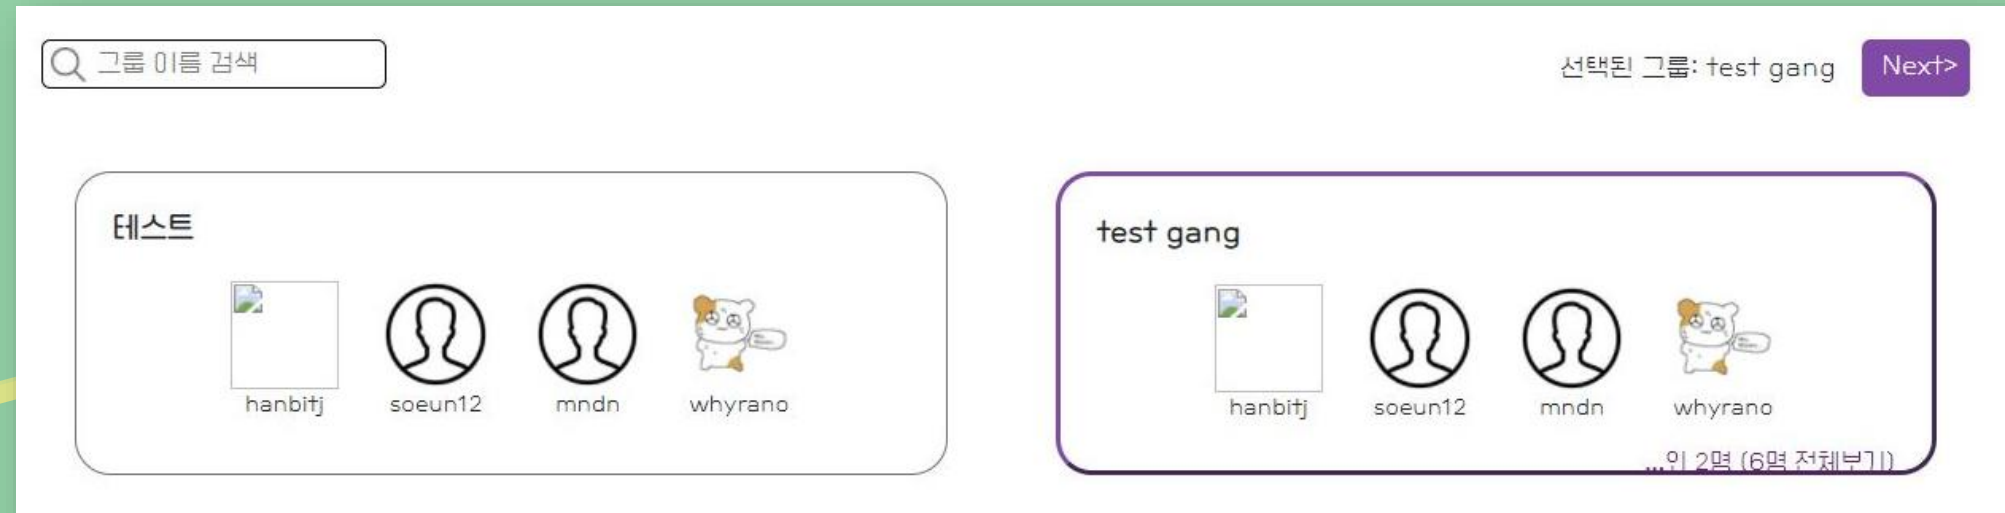 그룹 이름 검색
선택된 그룹: test gang
Next>
테스트
hanbitj
soeun12
mndn
whyrano
test gang
hanbitj
soeun12
mndn
whyrano
...인 2명 (6명 전체보기)